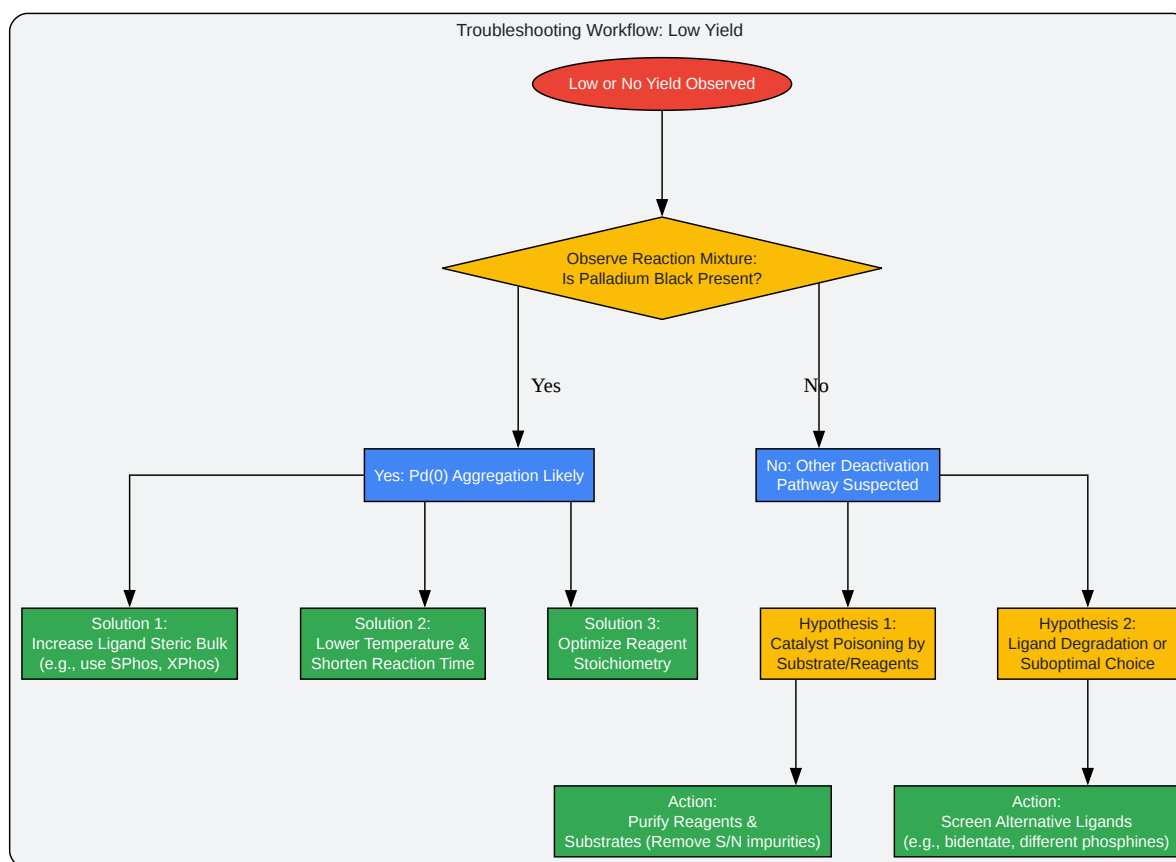 Troubleshooting Workflow: Low Yield
Low or No Yield Observed
Observe Reaction Mixture:
Is Palladium Black Present?
Yes
No
Yes: Pd(0) Aggregation Likely
No: Other Deactivation
Pathway Suspected
Solution 1:
Increase Ligand Steric Bulk
(e.g., use SPhos, XPhos)
Solution 2:
Lower Temperature &
Shorten Reaction Time
Solution 3:
Optimize Reagent
Stoichiometry
Hypothesis 1:
Catalyst Poisoning by
Substrate/Reagents
Hypothesis 2:
Ligand Degradation or
Suboptimal Choice
Action:
Purify Reagents &
Substrates (Remove S/N impurities)
Action:
Screen Alternative Ligands
(e.g., bidentate, different phosphines)